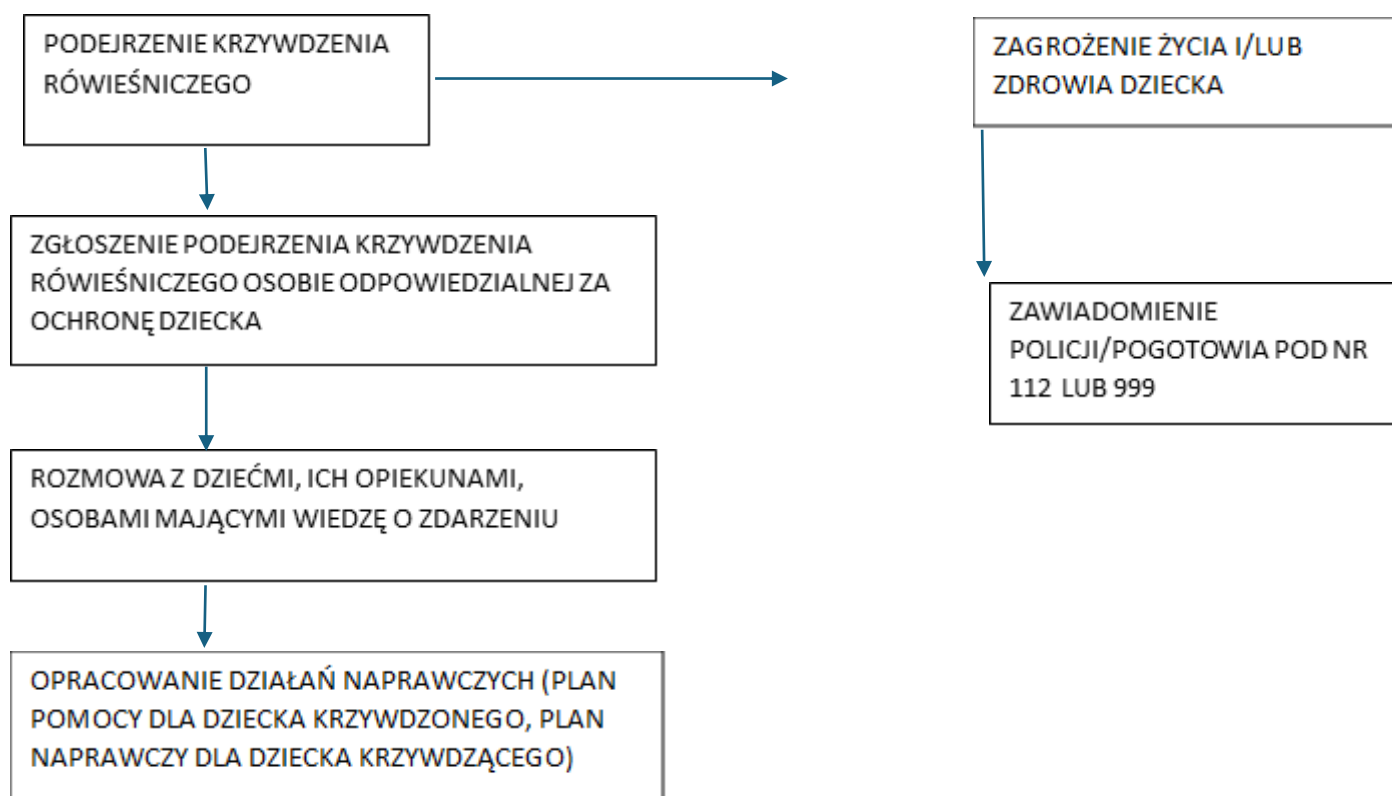 PODEJRZENIE KRZYWDZENIA
RÓWIEŚNICZEGO
ZAGROŻENIE ŻYCIA I/LUB
ZDROWIA DZIECKA
ZGŁOSZENIE PODEJRZENIA KRZYWDZENIA
RÓWIEŚNICZEGO OSOBIE ODPOWIEDZIALNEJ ZA
OCHRONĘ DZIECKA
ZAWIADOMIENIE
POLICJI/POGOTOWIA POD NR
112 LUB 999
ROZMOWA Z DZIEĆMI, ICH OPIEKUNAMI,
OSOBAMI MAJĄCYMI WIEDZĘ O ZDARZENIU
OPRACOWANIE DZIAŁAŃ NAPRAWCZYCH (PLAN
POMOCY DLA DZIECKA KRZYWDZONEGO, PLAN
NAPRAWCZY DLA DZIECKA KRZYWDZĄCEGO)